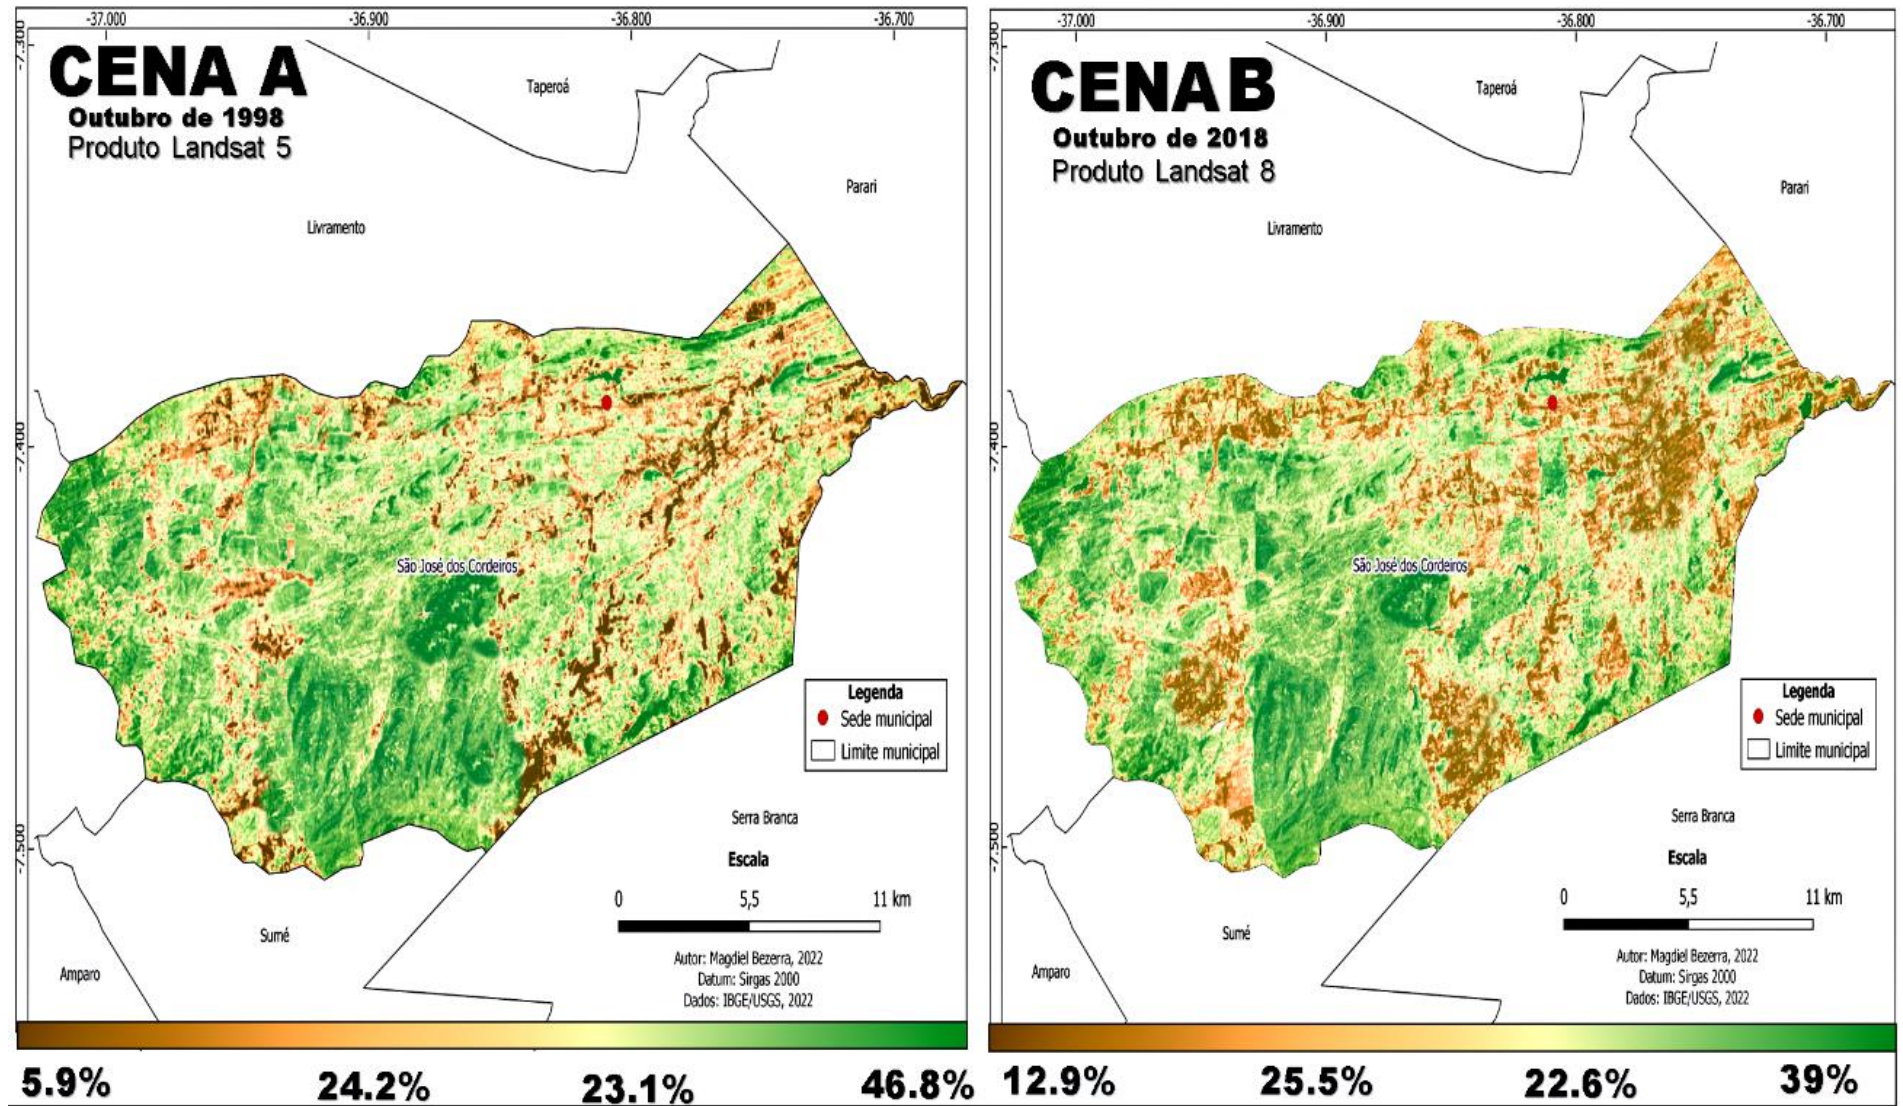 -37.000 -36.900 -36.800 -36.700
-7.300
CENA A
Outubro de 1998
Produto Landsat 5
Taperoá
Parari
Livramento
-7.400
São José dos Cordeiros
Legenda
Sede municipal
Limite municipal
Serra Branca
-7.500
Escala
0 5,5 11 km
Sumé
Autor: Magdiel Bezerra, 2022
Datum: Sirgas 2000
Dados: IBGE/USGS, 2022
Amparo
5.9% 24.2% 23.1% 46.8%
-37.000 -36.900 -36.800 -36.700
-7.300
CENA B
Outubro de 2018
Produto Landsat 8
Taperoá
Parari
Livramento
-7.400
São José dos Cordeiros
Legenda
Sede municipal
Limite municipal
Serra Branca
-7.500
Escala
0 5,5 11 km
Sumé
Autor: Magdiel Bezerra, 2022
Datum: Sirgas 2000
Dados: IBGE/USGS, 2022
Amparo
12.9% 25.5% 22.6% 39%